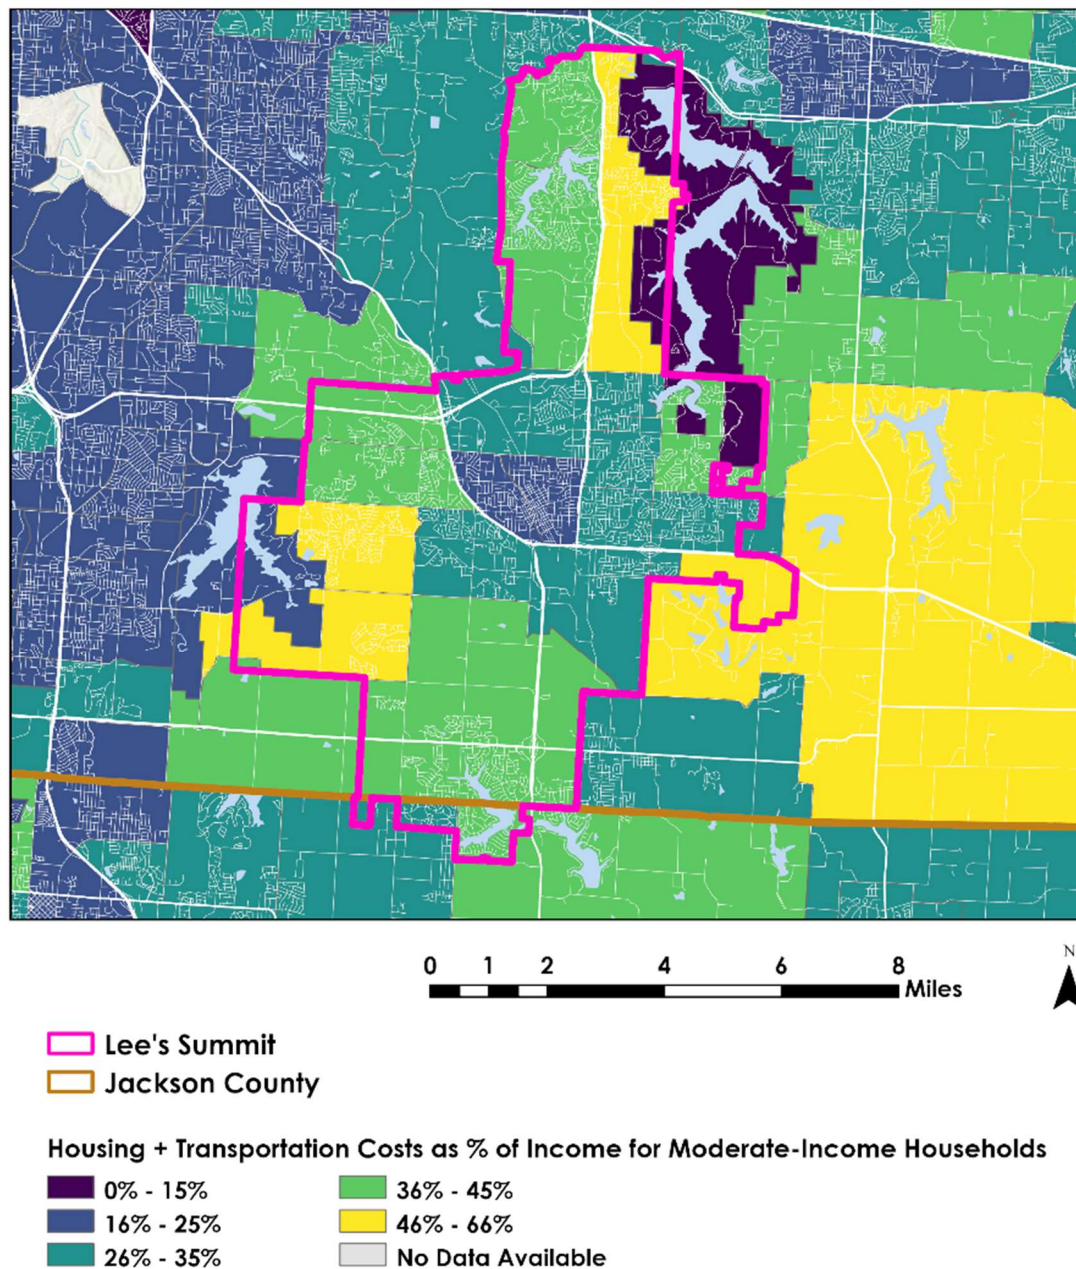 0 1 2 4 6 8
Miles
N
Lee's Summit
Jackson County
Housing + Transportation Costs as % of Income for Moderate-Income Households
0% - 15%
16% - 25%
26% - 35%
36% - 45%
46% - 66%
No Data Available